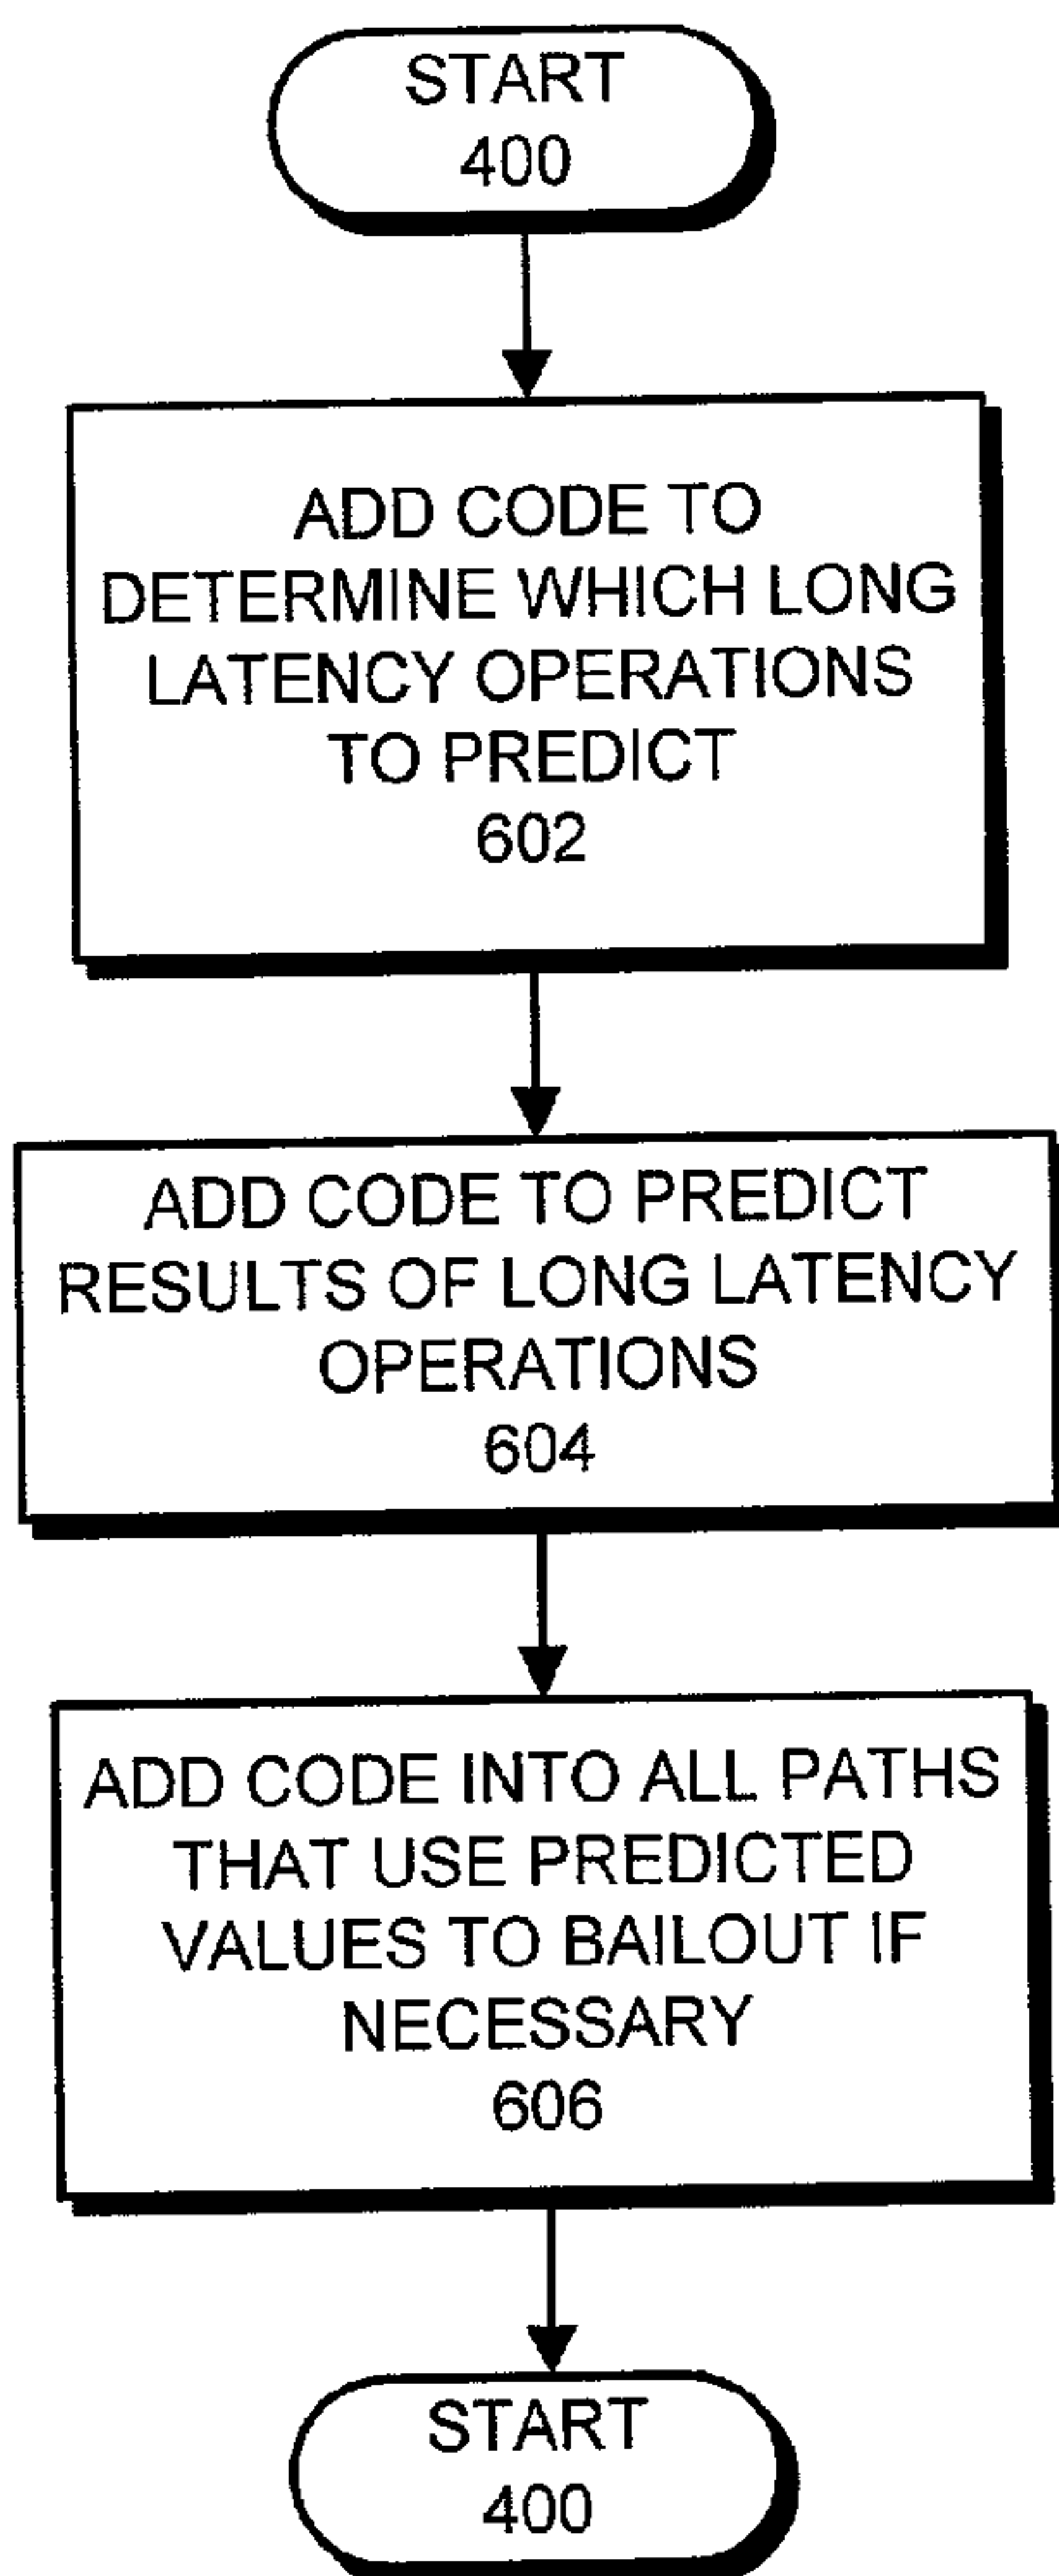 START
400
ADD CODE TO
DETERMINE WHICH LONG
LATENCY OPERATIONS
TO PREDICT
602
ADD CODE TO PREDICT
RESULTS OF LONG LATENCY
OPERATIONS
604
ADD CODE INTO ALL PATHS
THAT USE PREDICTED
VALUES TO BAILOUT IF
NECESSARY
606
START
400